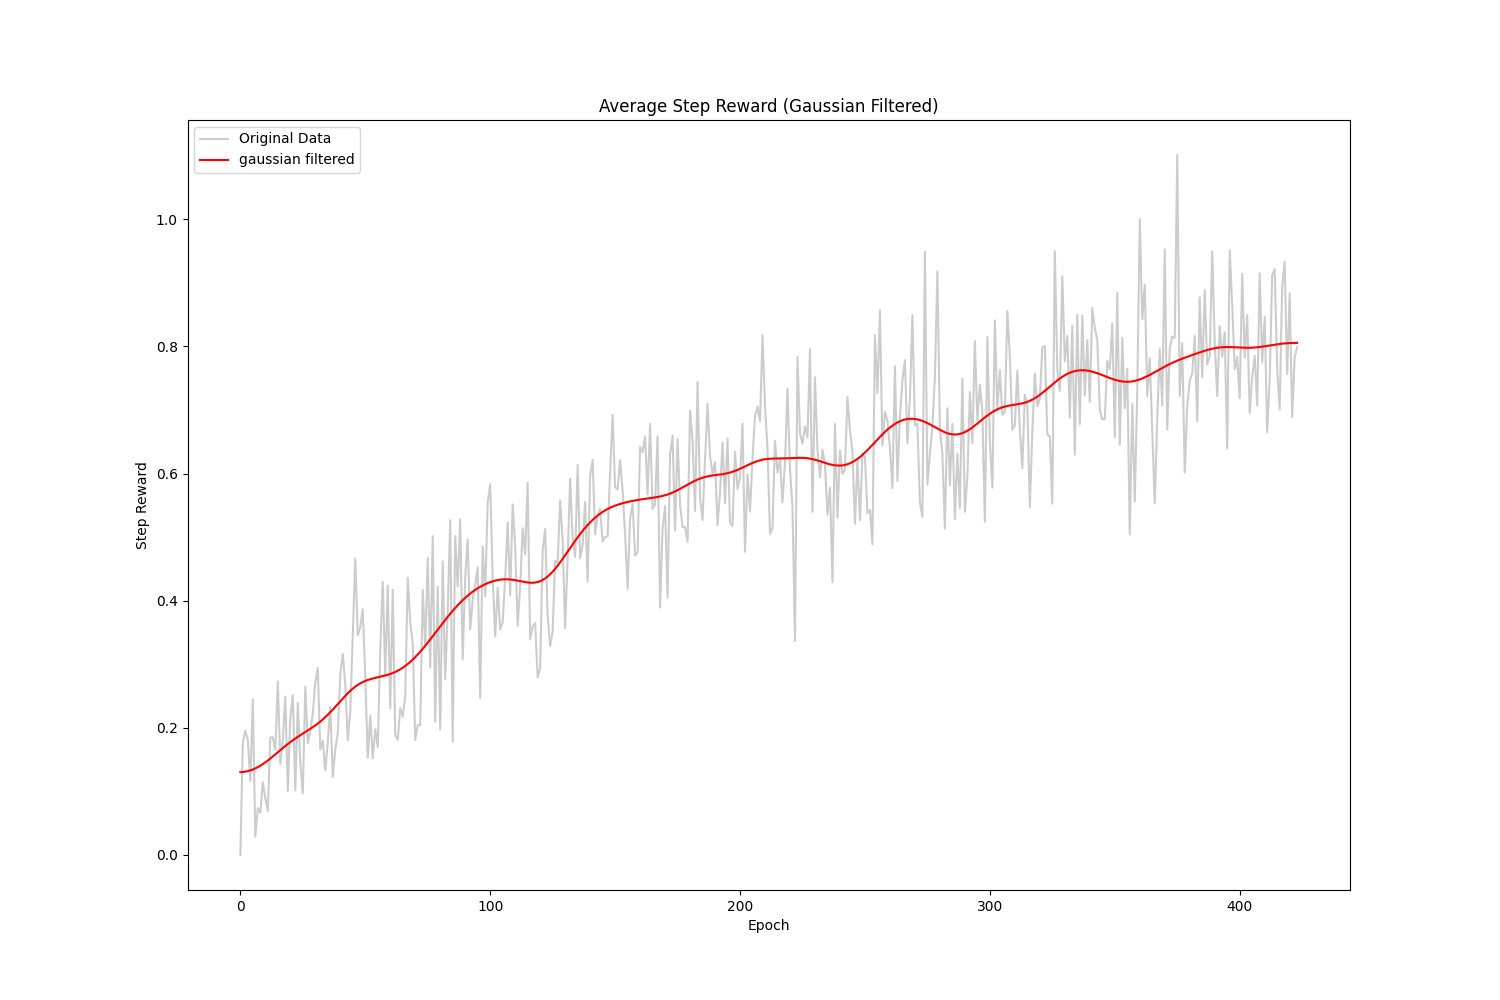 Average Step Reward (Gaussian Filtered)
Original Data
gaussian filtered
1.0
0.8
0.6
0.4
0.2
0.0
Step Reward
0 100 200 300 400
Epoch